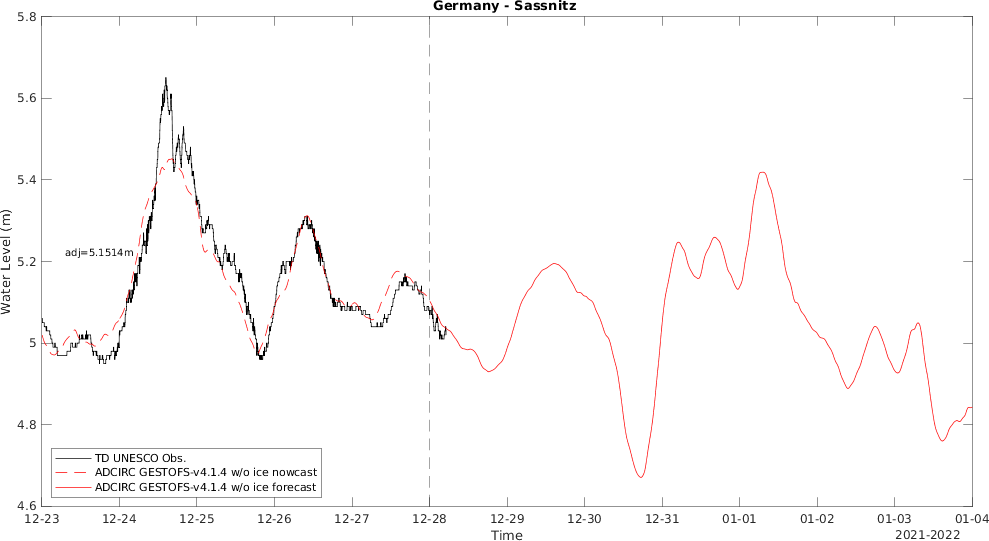 Germany - Sassnitz
5.8
5.6
5.4
5.2
5
4.8
4.6
Water Level (m)
adj=5.1514m
TD UNESCO Obs.
ADCIRC GESTOFS-v4.1.4 w/o ice nowcast
ADCIRC GESTOFS-v4.1.4 w/o ice forecast
12-23 12-24 12-25 12-26 12-27 12-28 12-29 12-30 12-31 01-01 01-02 01-03 01-04
Time
2021-2022